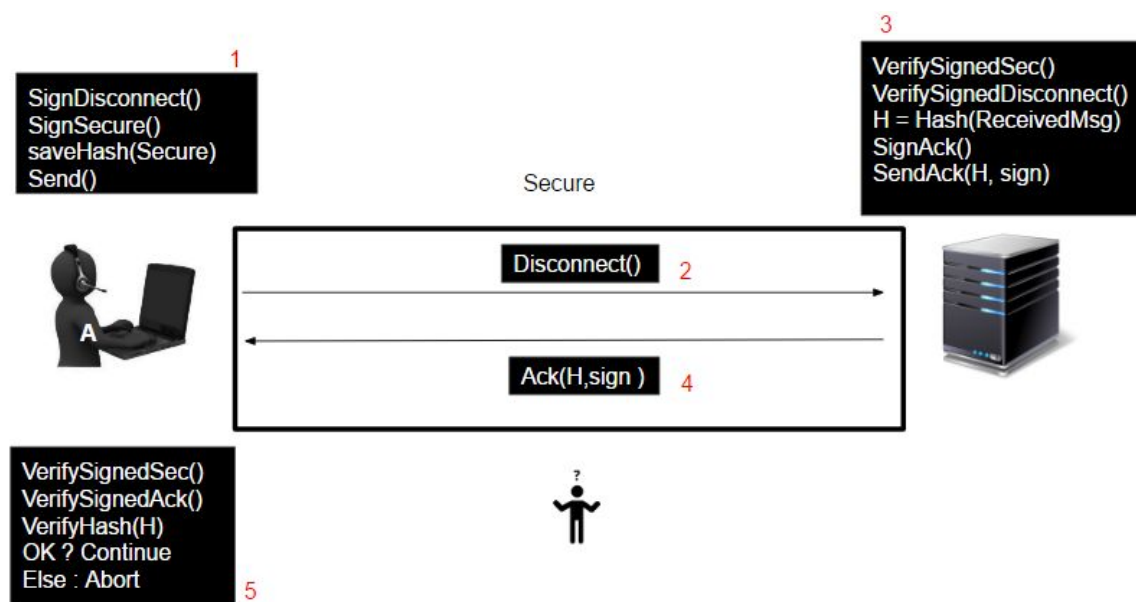 1
SignDisconnect()
SignSecure()
saveHash(Secure)
Send()
3
VerifySignedSec()
VerifySignedDisconnect()
H = Hash(ReceivedMsg)
SignAck()
SendAck(H, sign)
Secure
Disconnect()
2
A
Ack(H,sign )
4
VerifySignedSec()
VerifySignedAck()
VerifyHash(H)
OK ? Continue
Else : Abort
5
?